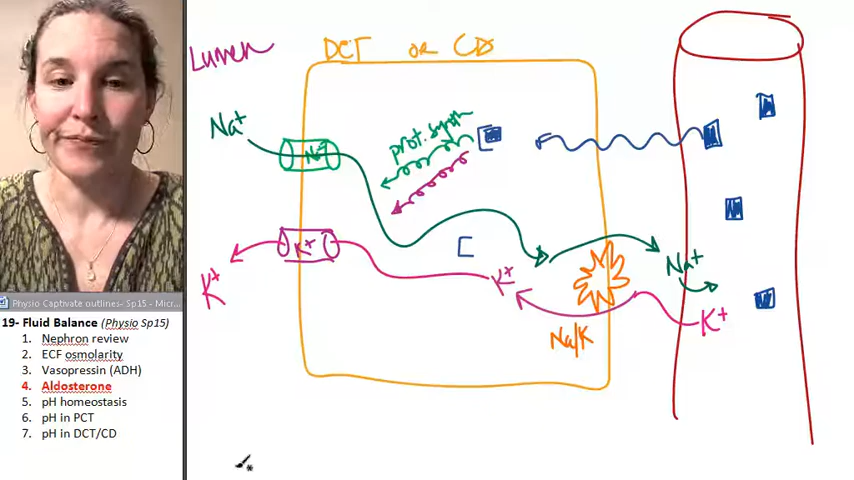 Lumen
DCT or CDs
Na+
prot. synth
Na+
K+
K+
K+
Na+
K+
Na/K
Physio Captivate outlines- Sp15 - Micr...
19- Fluid Balance (Physio Sp15)
1. Nephron review
2. ECF osmolarity
3. Vasopressin (ADH)
4. Aldosterone
5. pH homeostasis
6. pH in PCT
7. pH in DCT/CD